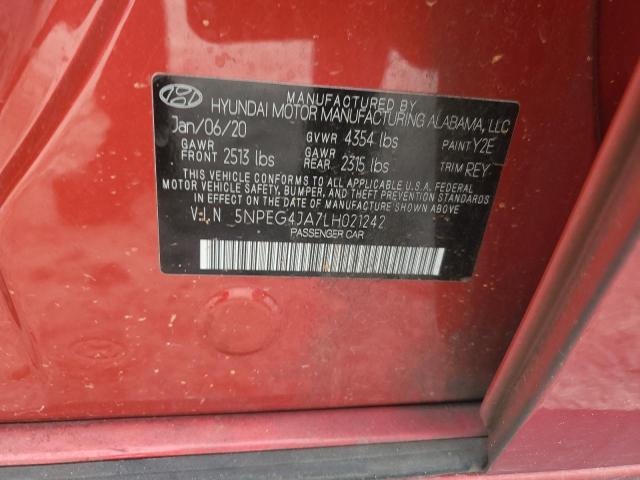 MANUFACTURED BY
HYUNDAI MOTOR MANUFACTURING ALABAMA, LLC
Jan/06/20 GVWR 4354 lbs PAINT Y2E
GAWR FRONT 2513 lbs GAWR REAR. 2315 lbs TRIM REY
THIS VEHICLE CONFORMS TO ALL APPLICABLE U.S.A. FEDERAL
MOTOR VEHICLE SAFETY, BUMPER, AND THEFT PREVENTION STANDARDS
IN EFFECT ON THE DATE OF MANUFACTURE SHOWN ABOVE.
V.I.N 5NPEG4JA7LH021242
PASSENGER CAR